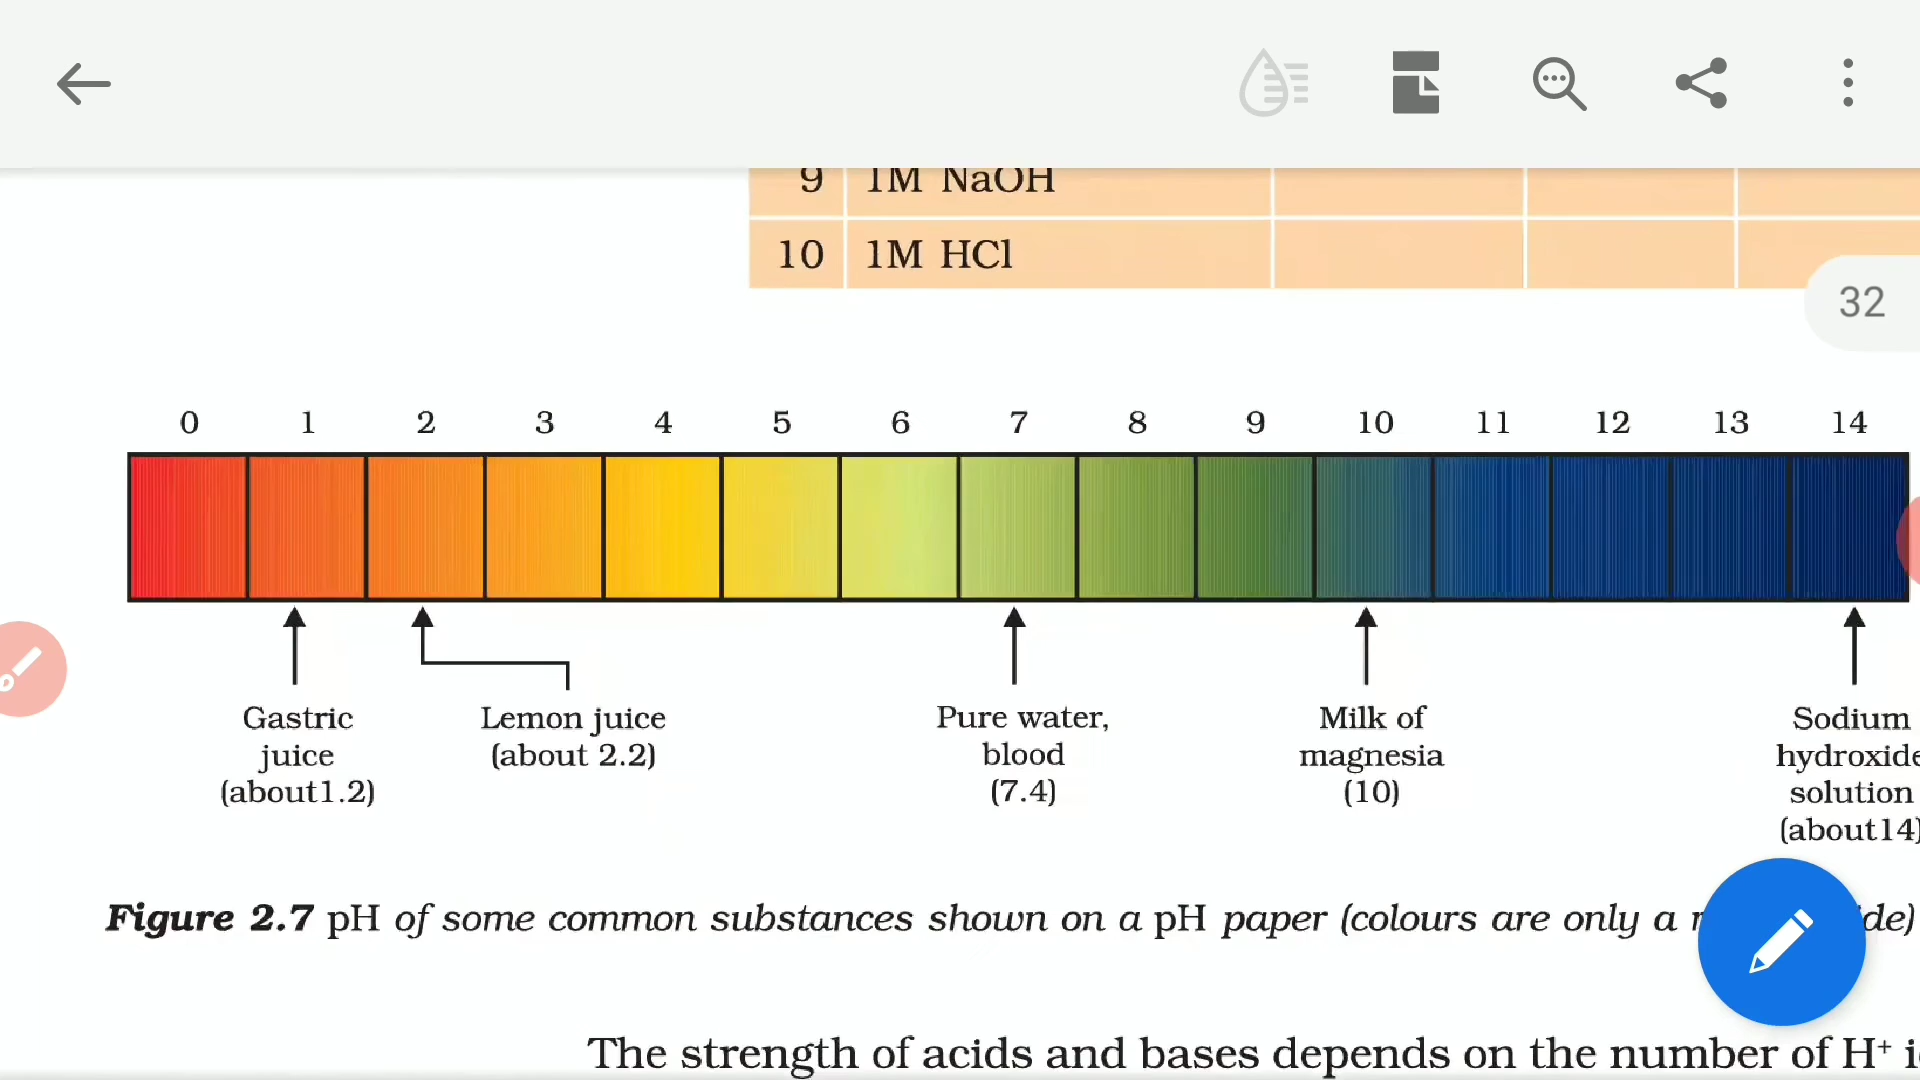 9 1M NaOH
10 1M HCl
32
0 1 2 3 4 5 6 7 8 9 10 11 12 13 14
Gastric
juice
(about1.2)
Lemon juice
(about 2.2)
Pure water,
blood
(7.4)
Milk of
magnesia
(10)
Sodium
hydroxide
solution
(about14)
Figure 2.7 pH of some common substances shown on a pH paper (colours are only a
The strength of acids and bases depends on the number of H⁺